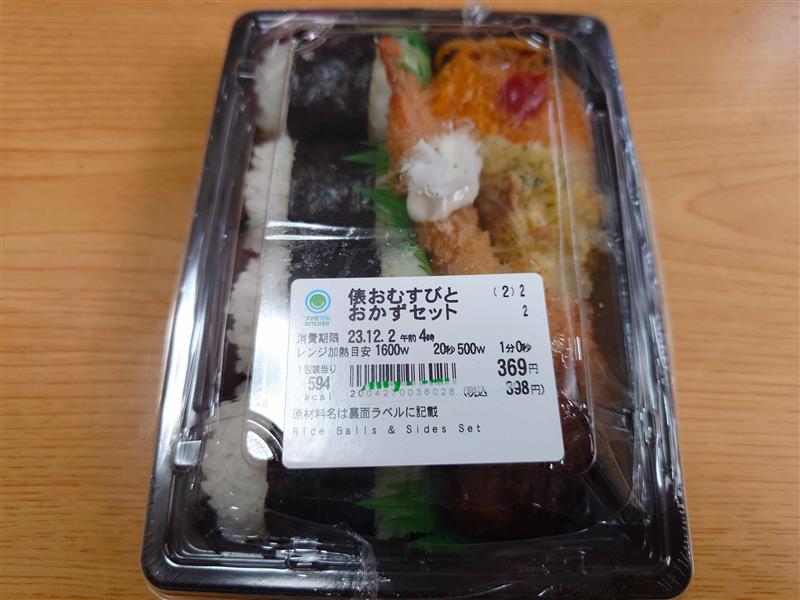 俵おむすびと
おかずセット
(2) 2
2
ファミマル
KITCHEN
消費期限 23.12. 2 午前 4時
レンジ加熱目安 1600W 20秒 500W 1分0秒
1包装当り
594
kcal
2004270036026
369円
(税込 398円)
原材料名は裏面ラベルに記載
Rice Balls & Sides Set